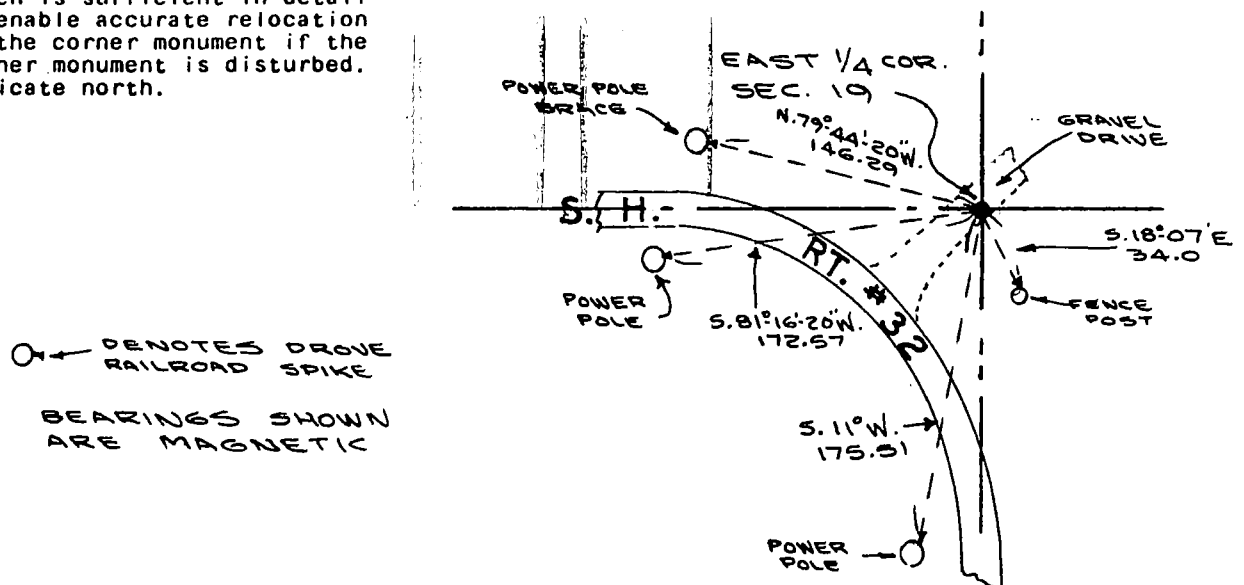 is sufficient in detail
enable accurate relocation
the corner monument if the
ner monument is disturbed.
icate north.
EAST 1/4 COR.
SEC. 19
POWER POLE
BRACE
N.79°-44'-20"W.
146.29
GRAVEL
DRIVE
S. H.
RT. #32
S.18°-07'E
34.0
FENCE
POST
POWER
POLE
S.81°-16'-20"W.
172.57
DENOTES DROVE
RAILROAD SPIKE
BEARINGS SHOWN
ARE MAGNETIC
S.11°W.
175.51
POWER
POLE